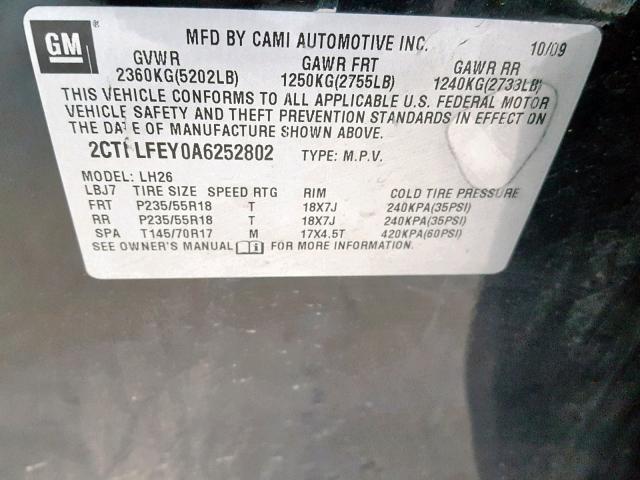 GM
MFD BY CAMI AUTOMOTIVE INC. 10/09
GVWR GAWR FRT GAWR RR
2360KG(5202LB) 1250KG(2755LB) 1240KG(2733LB)
THIS VEHICLE CONFORMS TO ALL APPLICABLE U.S. FEDERAL MOTOR
VEHICLE SAFETY AND THEFT PREVENTION STANDARDS IN EFFECT ON
THE DATE OF MANUFACTURE SHOWN ABOVE.
TYPE: M.P.V.
MODEL: LH26
LBJ7 TIRE SIZE SPEED RTG RIM COLD TIRE PRESSURE
FRT P235/55R18 T 18X7J 240KPA(35PSI)
RR P235/55R18 T 18X7J 240KPA(35PSI)
SPA T145/70R17 M 17X4.5T 420KPA(60PSI)
SEE OWNER'S MANUAL FOR MORE INFORMATION.